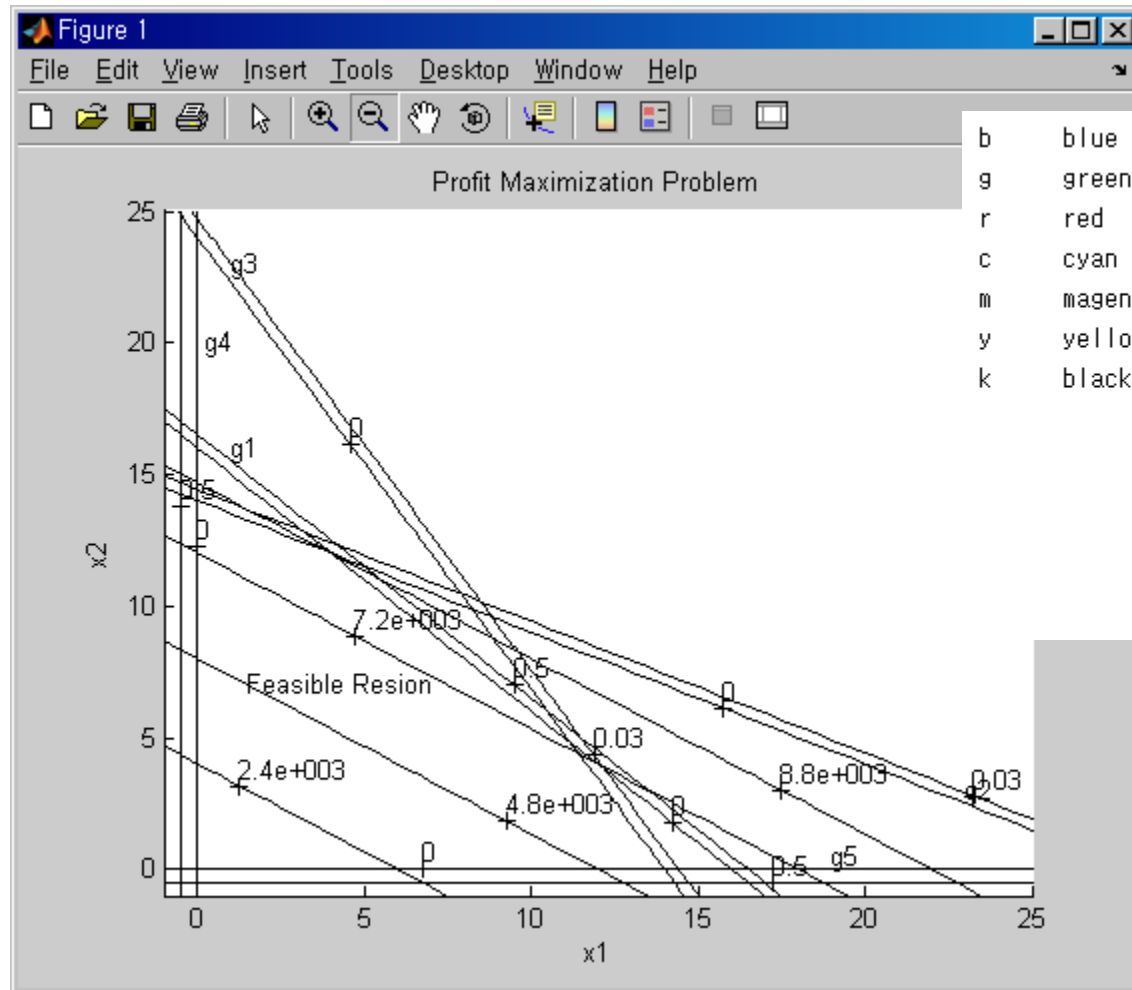 Figure 1
File Edit View Insert Tools Desktop Window Help
b blue
g green
r red
c cyan
m magen
y yello
k black
Profit Maximization Problem
25
20
15
10
5
0
x2
g3
g4
0
g1
0.5
0
7.2e+003
0.5
Feasible Resion
0
0.03
2.4e+003
8.8e+003
0.03
g2
4.8e+003
0
0
g5
0.5
0 5 10 15 20 25
x1